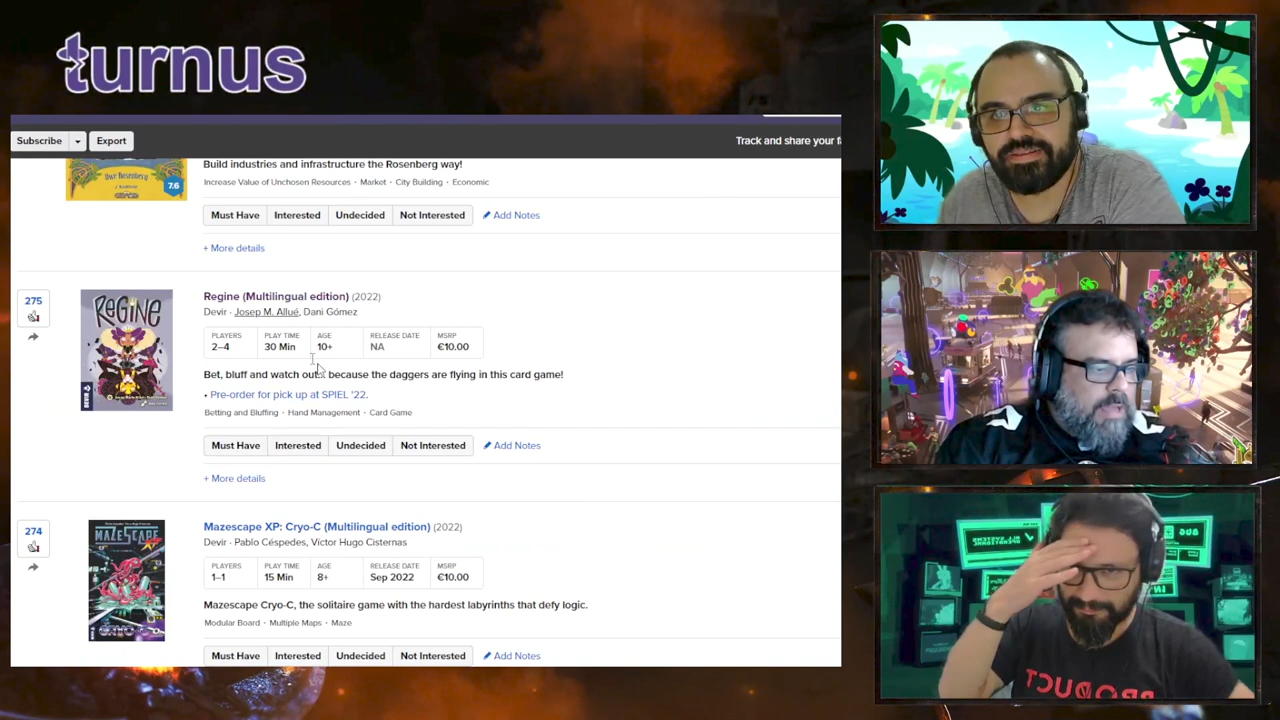 turnus
Subscribe
Export
Track and share your fa
Uwe Rosenberg
7.6
Build industries and infrastructure the Rosenberg way!
Increase Value of Unchosen Resources · Market · City Building · Economic
Must Have Interested Undecided Not Interested Add Notes
+ More details
275
REGINE
DEVIR
Regine (Multilingual edition) (2022)
Devir · Josep M. Allué, Dani Gómez
PLAYERS PLAY TIME AGE RELEASE DATE MSRP
2–4 30 Min 10+ NA €10.00
Bet, bluff and watch out... because the daggers are flying in this card game!
• Pre-order for pick up at SPIEL '22.
Betting and Bluffing · Hand Management · Card Game
Must Have Interested Undecided Not Interested Add Notes
+ More details
274
MAZESCAPE
CRYO-C
Mazescape XP: Cryo-C (Multilingual edition) (2022)
Devir · Pablo Céspedes, Víctor Hugo Cisternas
PLAYERS PLAY TIME AGE RELEASE DATE MSRP
1–1 15 Min 8+ Sep 2022 €10.00
Mazescape Cryo-C, the solitaire game with the hardest labyrinths that defy logic.
Modular Board · Multiple Maps · Maze
Must Have Interested Undecided Not Interested Add Notes
PRODUCT